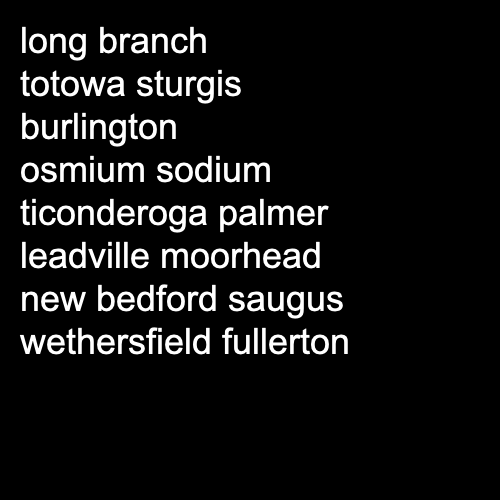 long branch
totowa sturgis
burlington
osmium sodium
ticonderoga palmer
leadville moorhead
new bedford saugus
wethersfield fullerton